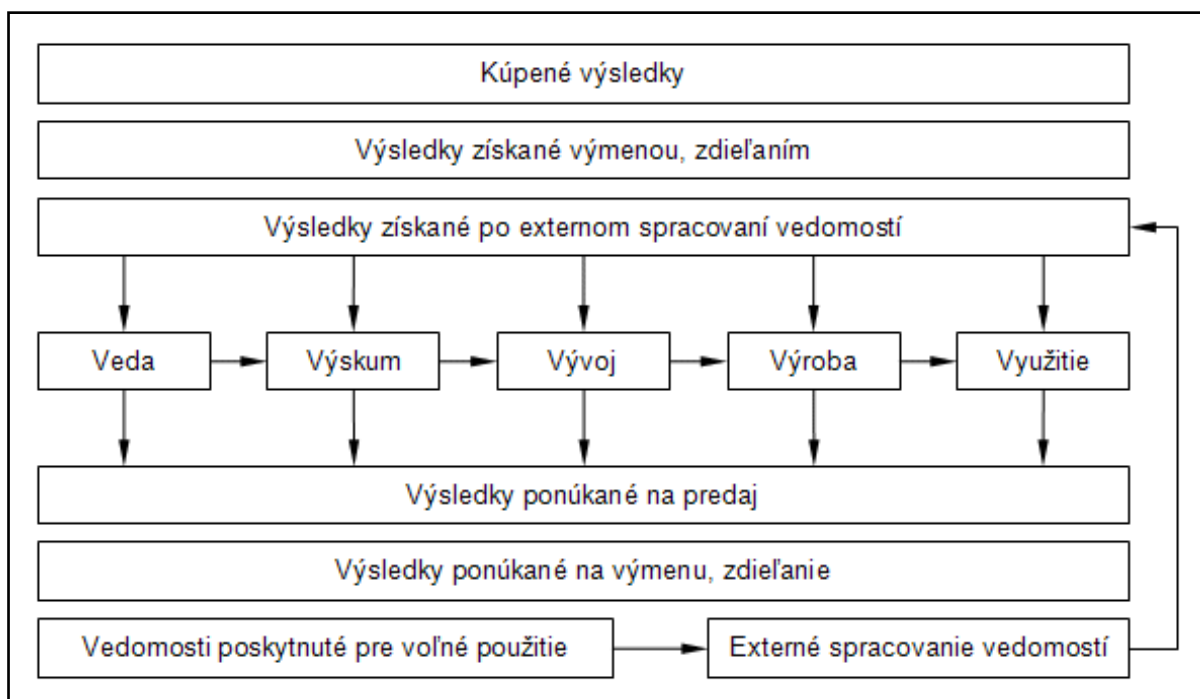 Kúpené výsledky
Výsledky získané výmenou, zdieľaním
Výsledky získané po externom spracovaní vedomostí
Veda
Výskum
Vývoj
Výroba
Využitie
Výsledky ponúkané na predaj
Výsledky ponúkané na výmenu, zdieľanie
Vedomosti poskytnuté pre voľné použitie
Externé spracovanie vedomostí